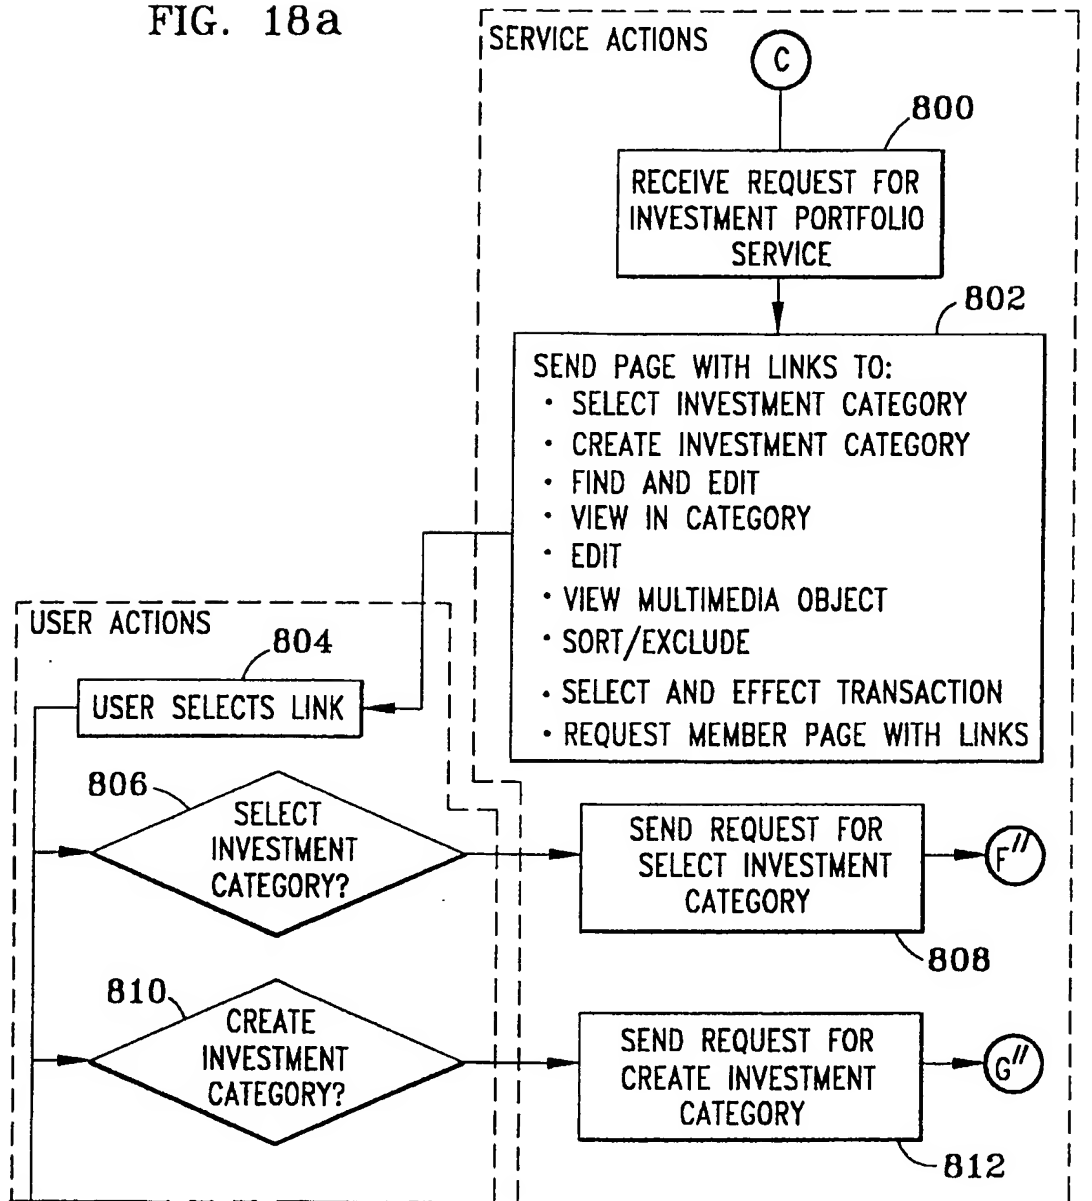 FIG. 18a
SERVICE ACTIONS
C
800
RECEIVE REQUEST FOR
INVESTMENT PORTFOLIO
SERVICE
802
SEND PAGE WITH LINKS TO:
· SELECT INVESTMENT CATEGORY
· CREATE INVESTMENT CATEGORY
· FIND AND EDIT
· VIEW IN CATEGORY
· EDIT
· VIEW MULTIMEDIA OBJECT
· SORT/EXCLUDE
· SELECT AND EFFECT TRANSACTION
· REQUEST MEMBER PAGE WITH LINKS
USER ACTIONS
804
USER SELECTS LINK
806
SELECT
INVESTMENT
CATEGORY?
SEND REQUEST FOR
SELECT INVESTMENT
CATEGORY
F"
808
810
CREATE
INVESTMENT
CATEGORY?
SEND REQUEST FOR
CREATE INVESTMENT
CATEGORY
G"
812